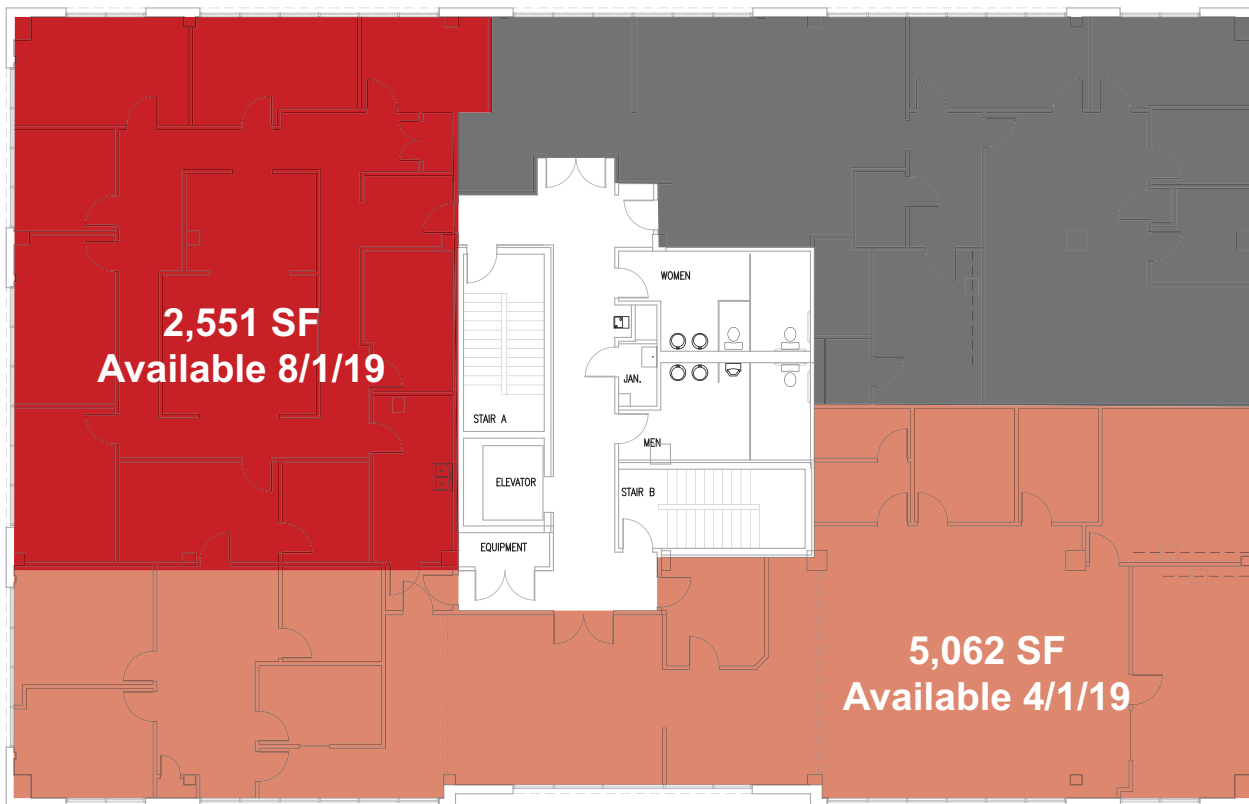 WOMEN
2,551 SF
Available 8/1/19
JAN.
STAIR A
MEN
ELEVATOR
STAIR B
EQUIPMENT
5,062 SF
Available 4/1/19